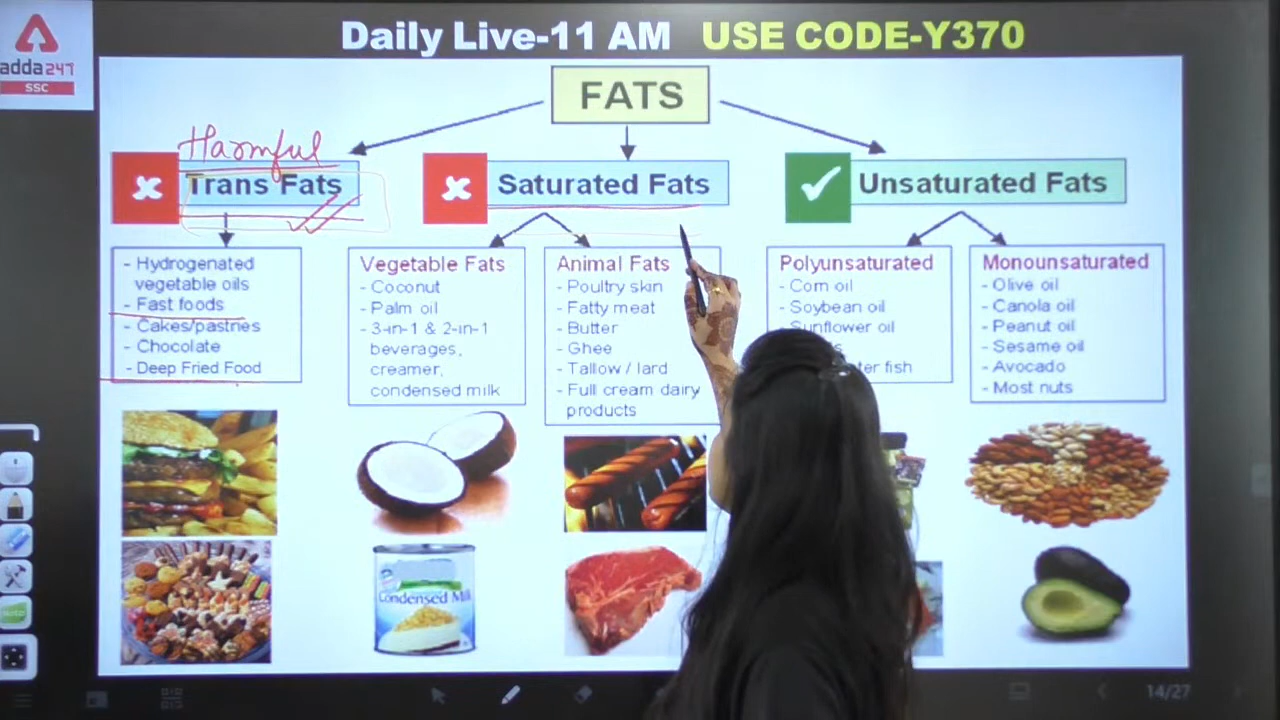 adda247
SSC
Daily Live-11 AM USE CODE-Y370
FATS
Harmful
Trans Fats
Saturated Fats
Unsaturated Fats
- Hydrogenated
vegetable oils
- Fast foods
- Cakes/pastries
- Chocolate
- Deep Fried Food
Vegetable Fats
- Coconut
- Palm oil
- 3-in-1 & 2-in-1
beverages,
creamer,
condensed milk
Animal Fats
- Poultry skin
- Fatty meat
- Butter
- Ghee
- Tallow / lard
- Full cream dairy
products
Polyunsaturated
- Corn oil
- Soybean oil
- Sunflower oil
fish
Monounsaturated
- Olive oil
- Canola oil
- Peanut oil
- Sesame oil
- Avocado
- Most nuts
Condensed Milk
14/27